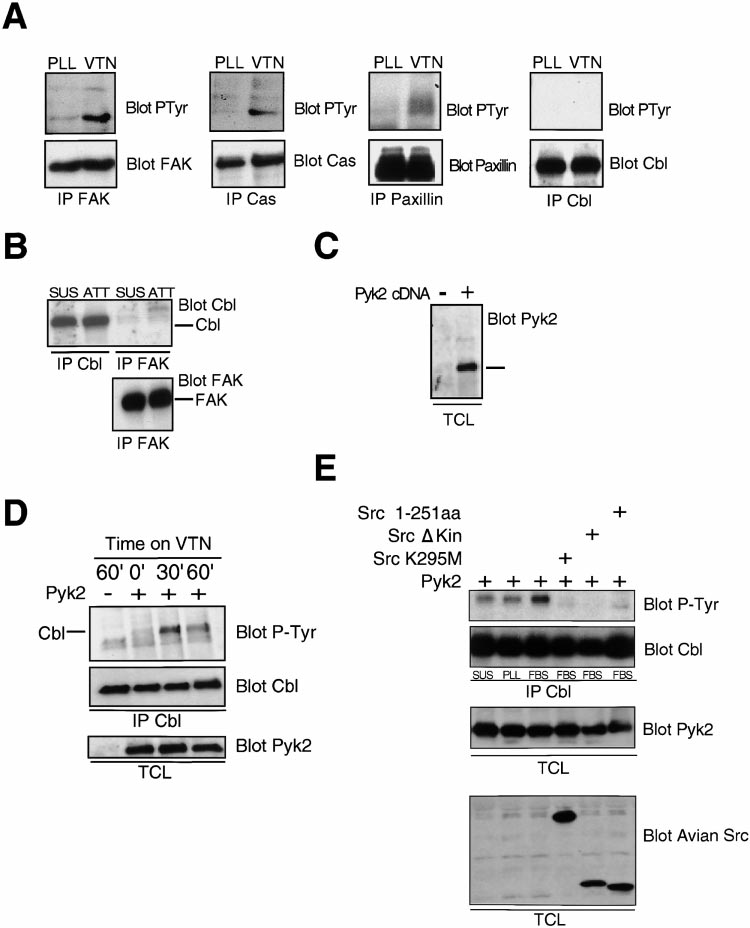 A
PLL VTN PLL VTN PLL VTN PLL VTN
Blot PTyr Blot PTyr Blot PTyr Blot PTyr
Blot FAK Blot Cas Blot Paxillin Blot Cbl
IP FAK IP Cas IP Paxillin IP Cbl
B
SUS ATT SUS ATT
Blot Cbl
Cbl
IP Cbl IP FAK
Blot FAK
FAK
IP FAK
C
Pyk2 cDNA - +
Blot Pyk2
TCL
D
Time on VTN
60' 0' 30' 60'
Pyk2 - + + +
Cbl Blot P-Tyr
Blot Cbl
IP Cbl
Blot Pyk2
TCL
E
Src 1-251aa +
Src Δ Kin +
Src K295M +
Pyk2 + + + + + +
Blot P-Tyr
Blot Cbl
SUS PLL FBS FBS FBS FBS
IP Cbl
Blot Pyk2
TCL
Blot Avian Src
TCL